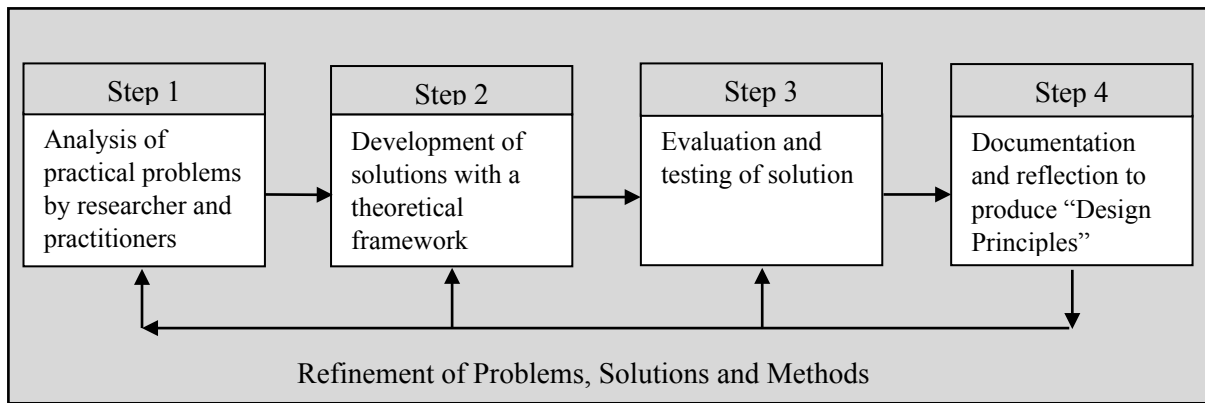 Step 1
Analysis of
practical problems
by researcher and
practitioners
Step 2
Development of
solutions with a
theoretical
framework
Step 3
Evaluation and
testing of solution
Step 4
Documentation
and reflection to
produce “Design
Principles”
Refinement of Problems, Solutions and Methods